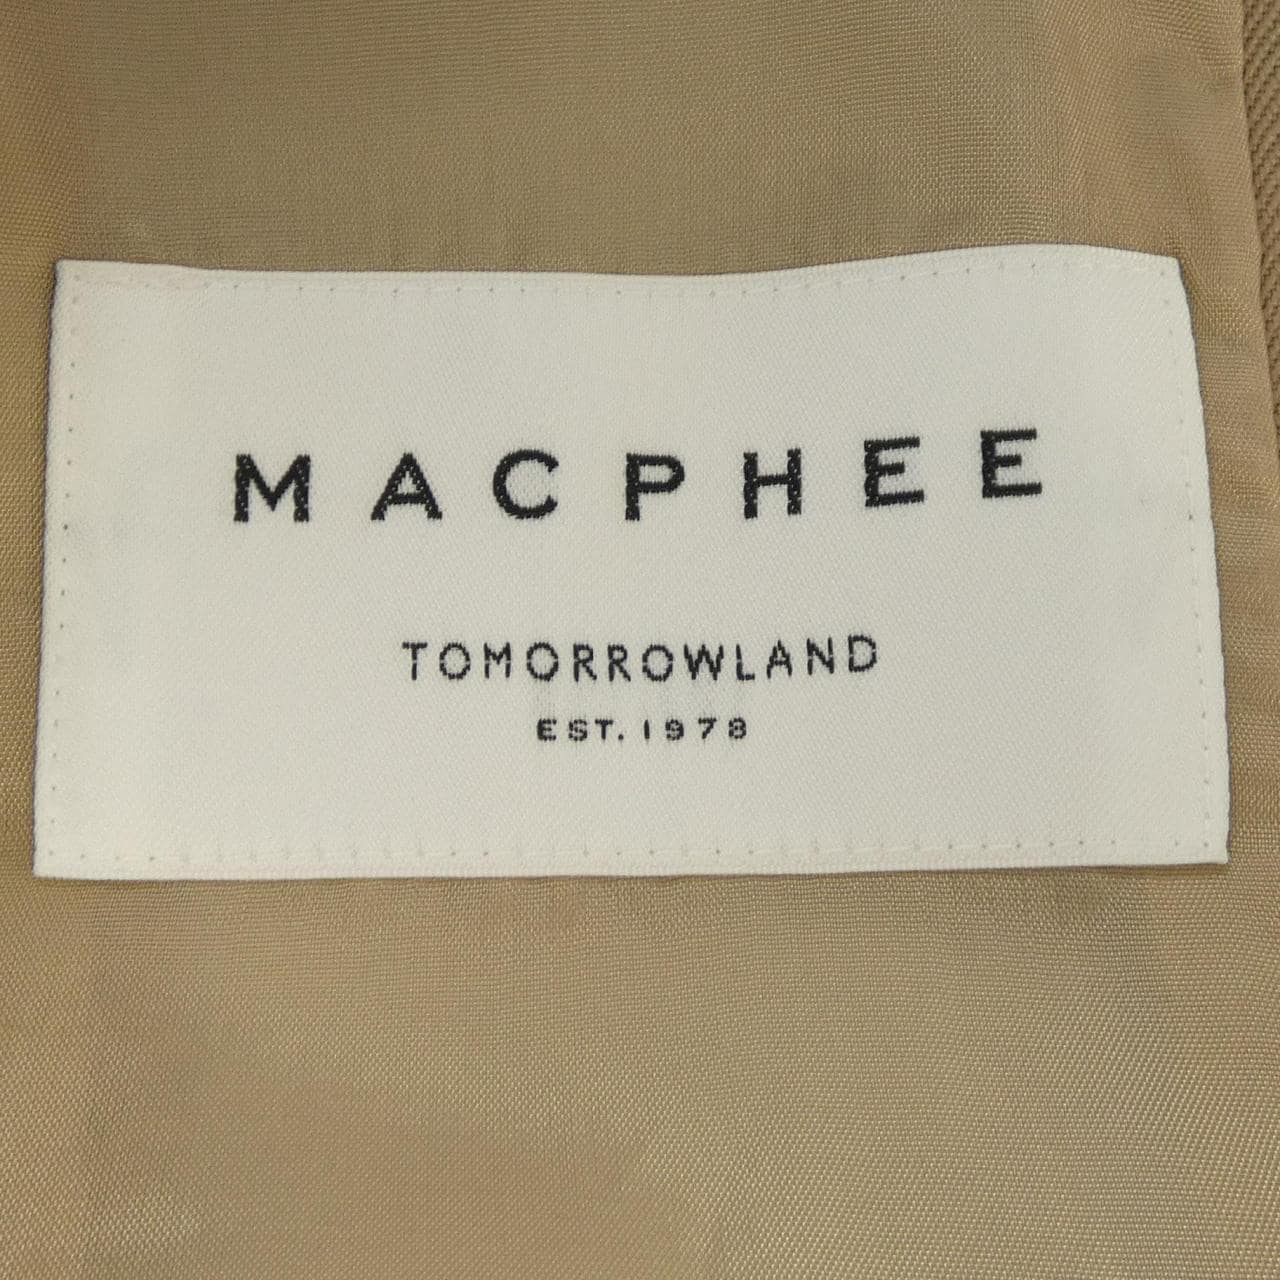 MACPHEE
TOMORROWLAND
EST. 1978